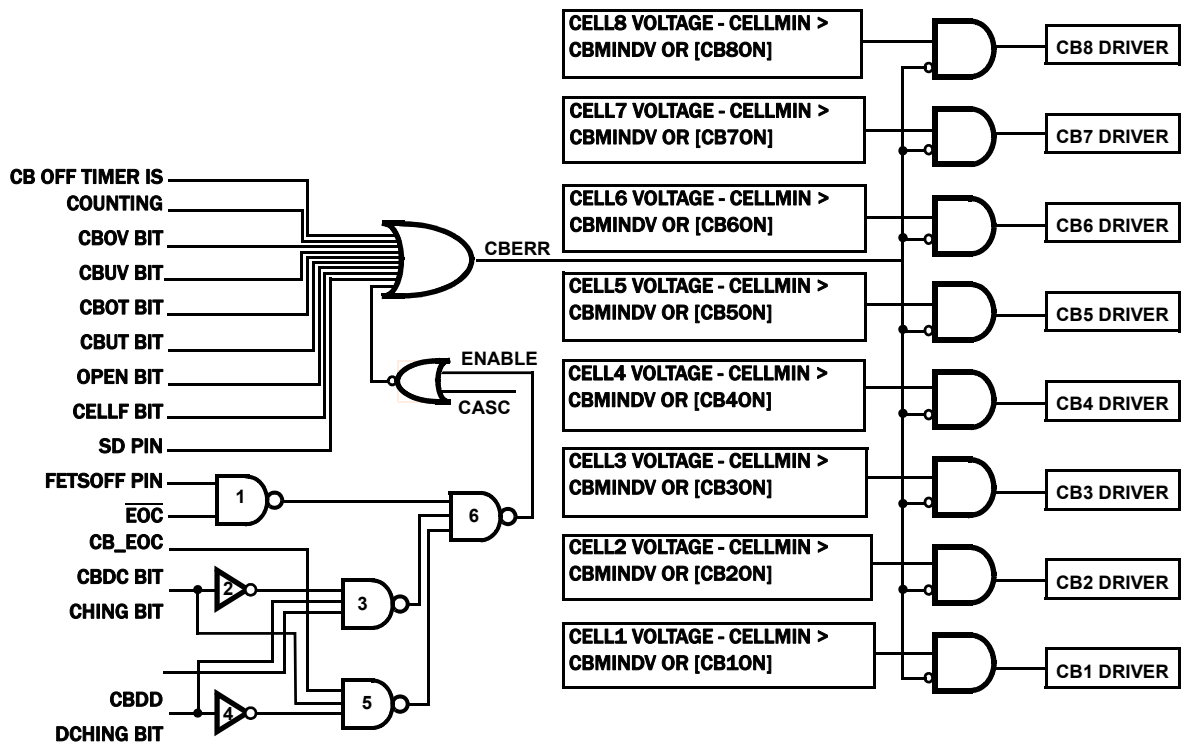 CB OFF TIMER IS
COUNTING
CBOV BIT
CBUV BIT
CBOT BIT
CBUT BIT
OPEN BIT
CELLF BIT
SD PIN
FETSOFF PIN
EOC
CB_EOC
CBDC BIT
CHING BIT
CBDD
DCHING BIT
1
2
3
4
5
6
CBERR
ENABLE
CASC
CELL8 VOLTAGE - CELLMIN >
CBMINDV OR [CB8ON]
CB8 DRIVER
CELL7 VOLTAGE - CELLMIN >
CBMINDV OR [CB7ON]
CB7 DRIVER
CELL6 VOLTAGE - CELLMIN >
CBMINDV OR [CB6ON]
CB6 DRIVER
CELL5 VOLTAGE - CELLMIN >
CBMINDV OR [CB5ON]
CB5 DRIVER
CELL4 VOLTAGE - CELLMIN >
CBMINDV OR [CB4ON]
CB4 DRIVER
CELL3 VOLTAGE - CELLMIN >
CBMINDV OR [CB3ON]
CB3 DRIVER
CELL2 VOLTAGE - CELLMIN >
CBMINDV OR [CB2ON]
CB2 DRIVER
CELL1 VOLTAGE - CELLMIN >
CBMINDV OR [CB1ON]
CB1 DRIVER